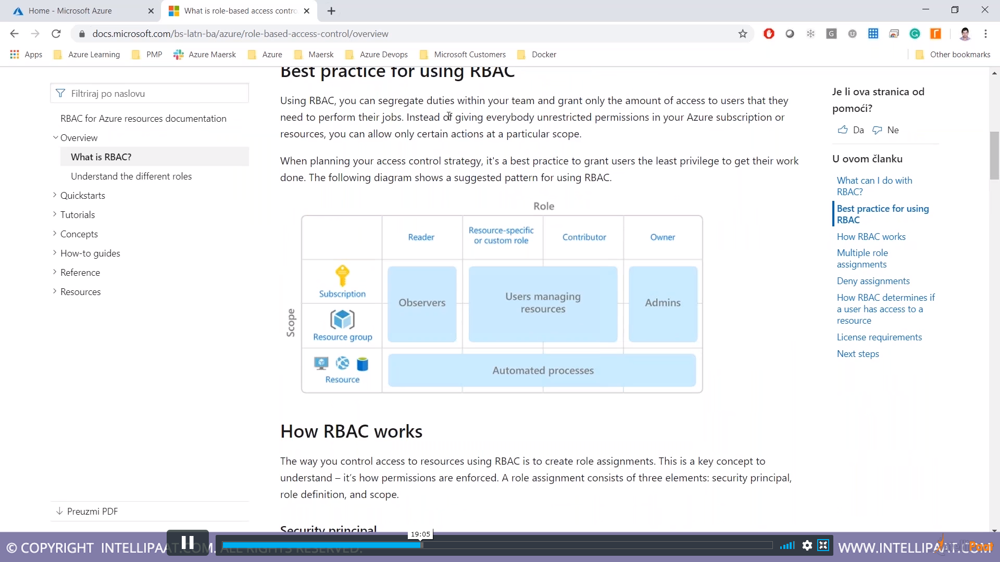 Home - Microsoft Azure
What is role-based access contro
docs.microsoft.com/bs-latn-ba/azure/role-based-access-control/overview
Apps
Azure Learning
PMP
Azure Maersk
Azure
Maersk
Azure Devops
Microsoft Customers
Docker
Other bookmarks
Filtriraj po naslovu
RBAC for Azure resources documentation
Overview
What is RBAC?
Understand the different roles
Quickstarts
Tutorials
Concepts
How-to guides
Reference
Resources
Preuzmi PDF
Best practice for using RBAC
Using RBAC, you can segregate duties within your team and grant only the amount of access to users that they
need to perform their jobs. Instead of giving everybody unrestricted permissions in your Azure subscription or
resources, you can allow only certain actions at a particular scope.
When planning your access control strategy, it's a best practice to grant users the least privilege to get their work
done. The following diagram shows a suggested pattern for using RBAC.
Role
Reader
Resource-specific
or custom role
Contributor
Owner
Scope
Subscription
Resource group
Resource
Observers
Users managing
resources
Admins
Automated processes
How RBAC works
The way you control access to resources using RBAC is to create role assignments. This is a key concept to
understand – it's how permissions are enforced. A role assignment consists of three elements: security principal,
role definition, and scope.
Security principal
Je li ova stranica od
pomoći?
Da
Ne
U ovom članku
What can I do with
RBAC?
Best practice for using
RBAC
How RBAC works
Multiple role
assignments
Deny assignments
How RBAC determines if
a user has access to a
resource
License requirements
Next steps
19:05
© COPYRIGHT INTELLIPAAT.COM. ALL RIGHTS RESERVED.
WWW.INTELLIPAAT.COM